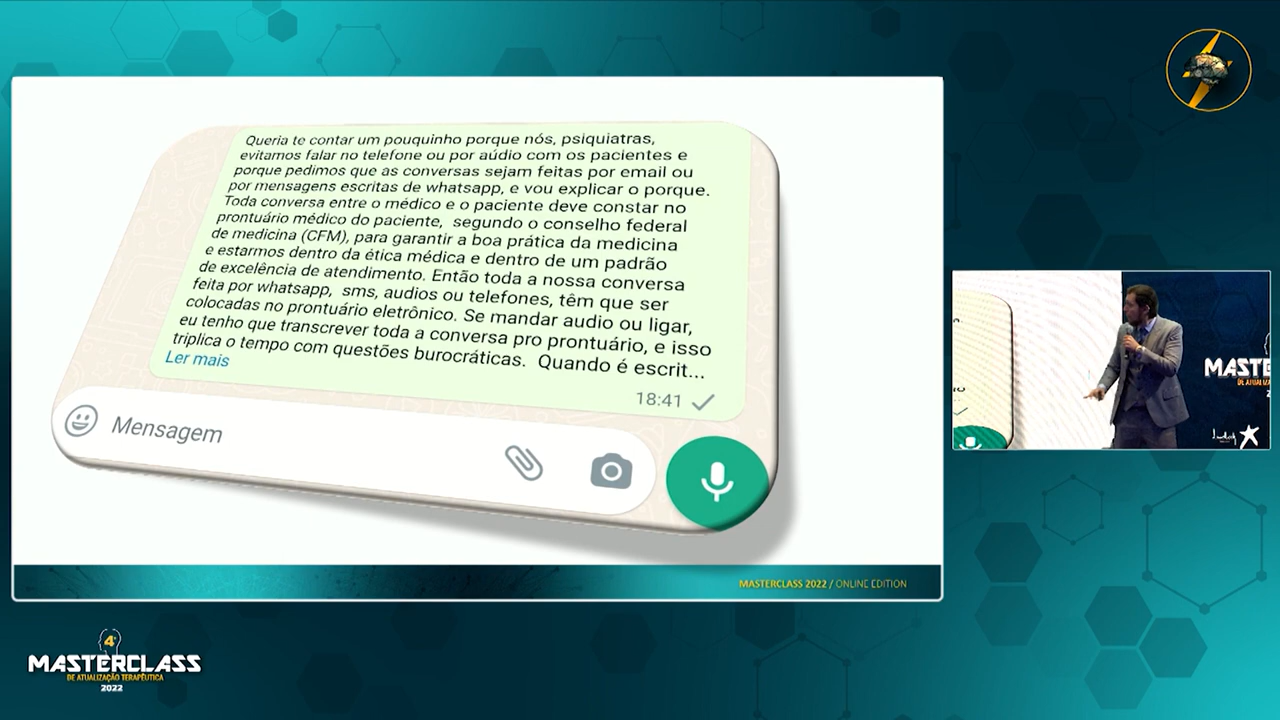 Queria te contar um pouquinho porque nós, psiquiatras,
evitamos falar no telefone ou por aúdio com os pacientes e
porque pedimos que as conversas sejam feitas por email ou
por mensagens escritas de whatsapp, e vou explicar o porque.
Toda conversa entre o médico e o paciente deve constar no
prontuário médico do paciente, segundo o conselho federal
de medicina (CFM), para garantir a boa prática da medicina
e estarmos dentro da ética médica e dentro de um padrão
de excelência de atendimento. Então toda a nossa conversa
feita por whatsapp, sms, audios ou telefones, têm que ser
colocadas no prontuário eletrônico. Se mandar audio ou ligar,
eu tenho que transcrever toda a conversa pro prontuário, e isso
triplica o tempo com questões burocráticas. Quando é escrit...
Ler mais
18:41
Mensagem
MASTERCLASS 2022 / ONLINE EDITION
MASTE
DE ATUALIZA
2
4ª
MASTERCLASS
DE ATUALIZAÇÃO TERAPÊUTICA
2022